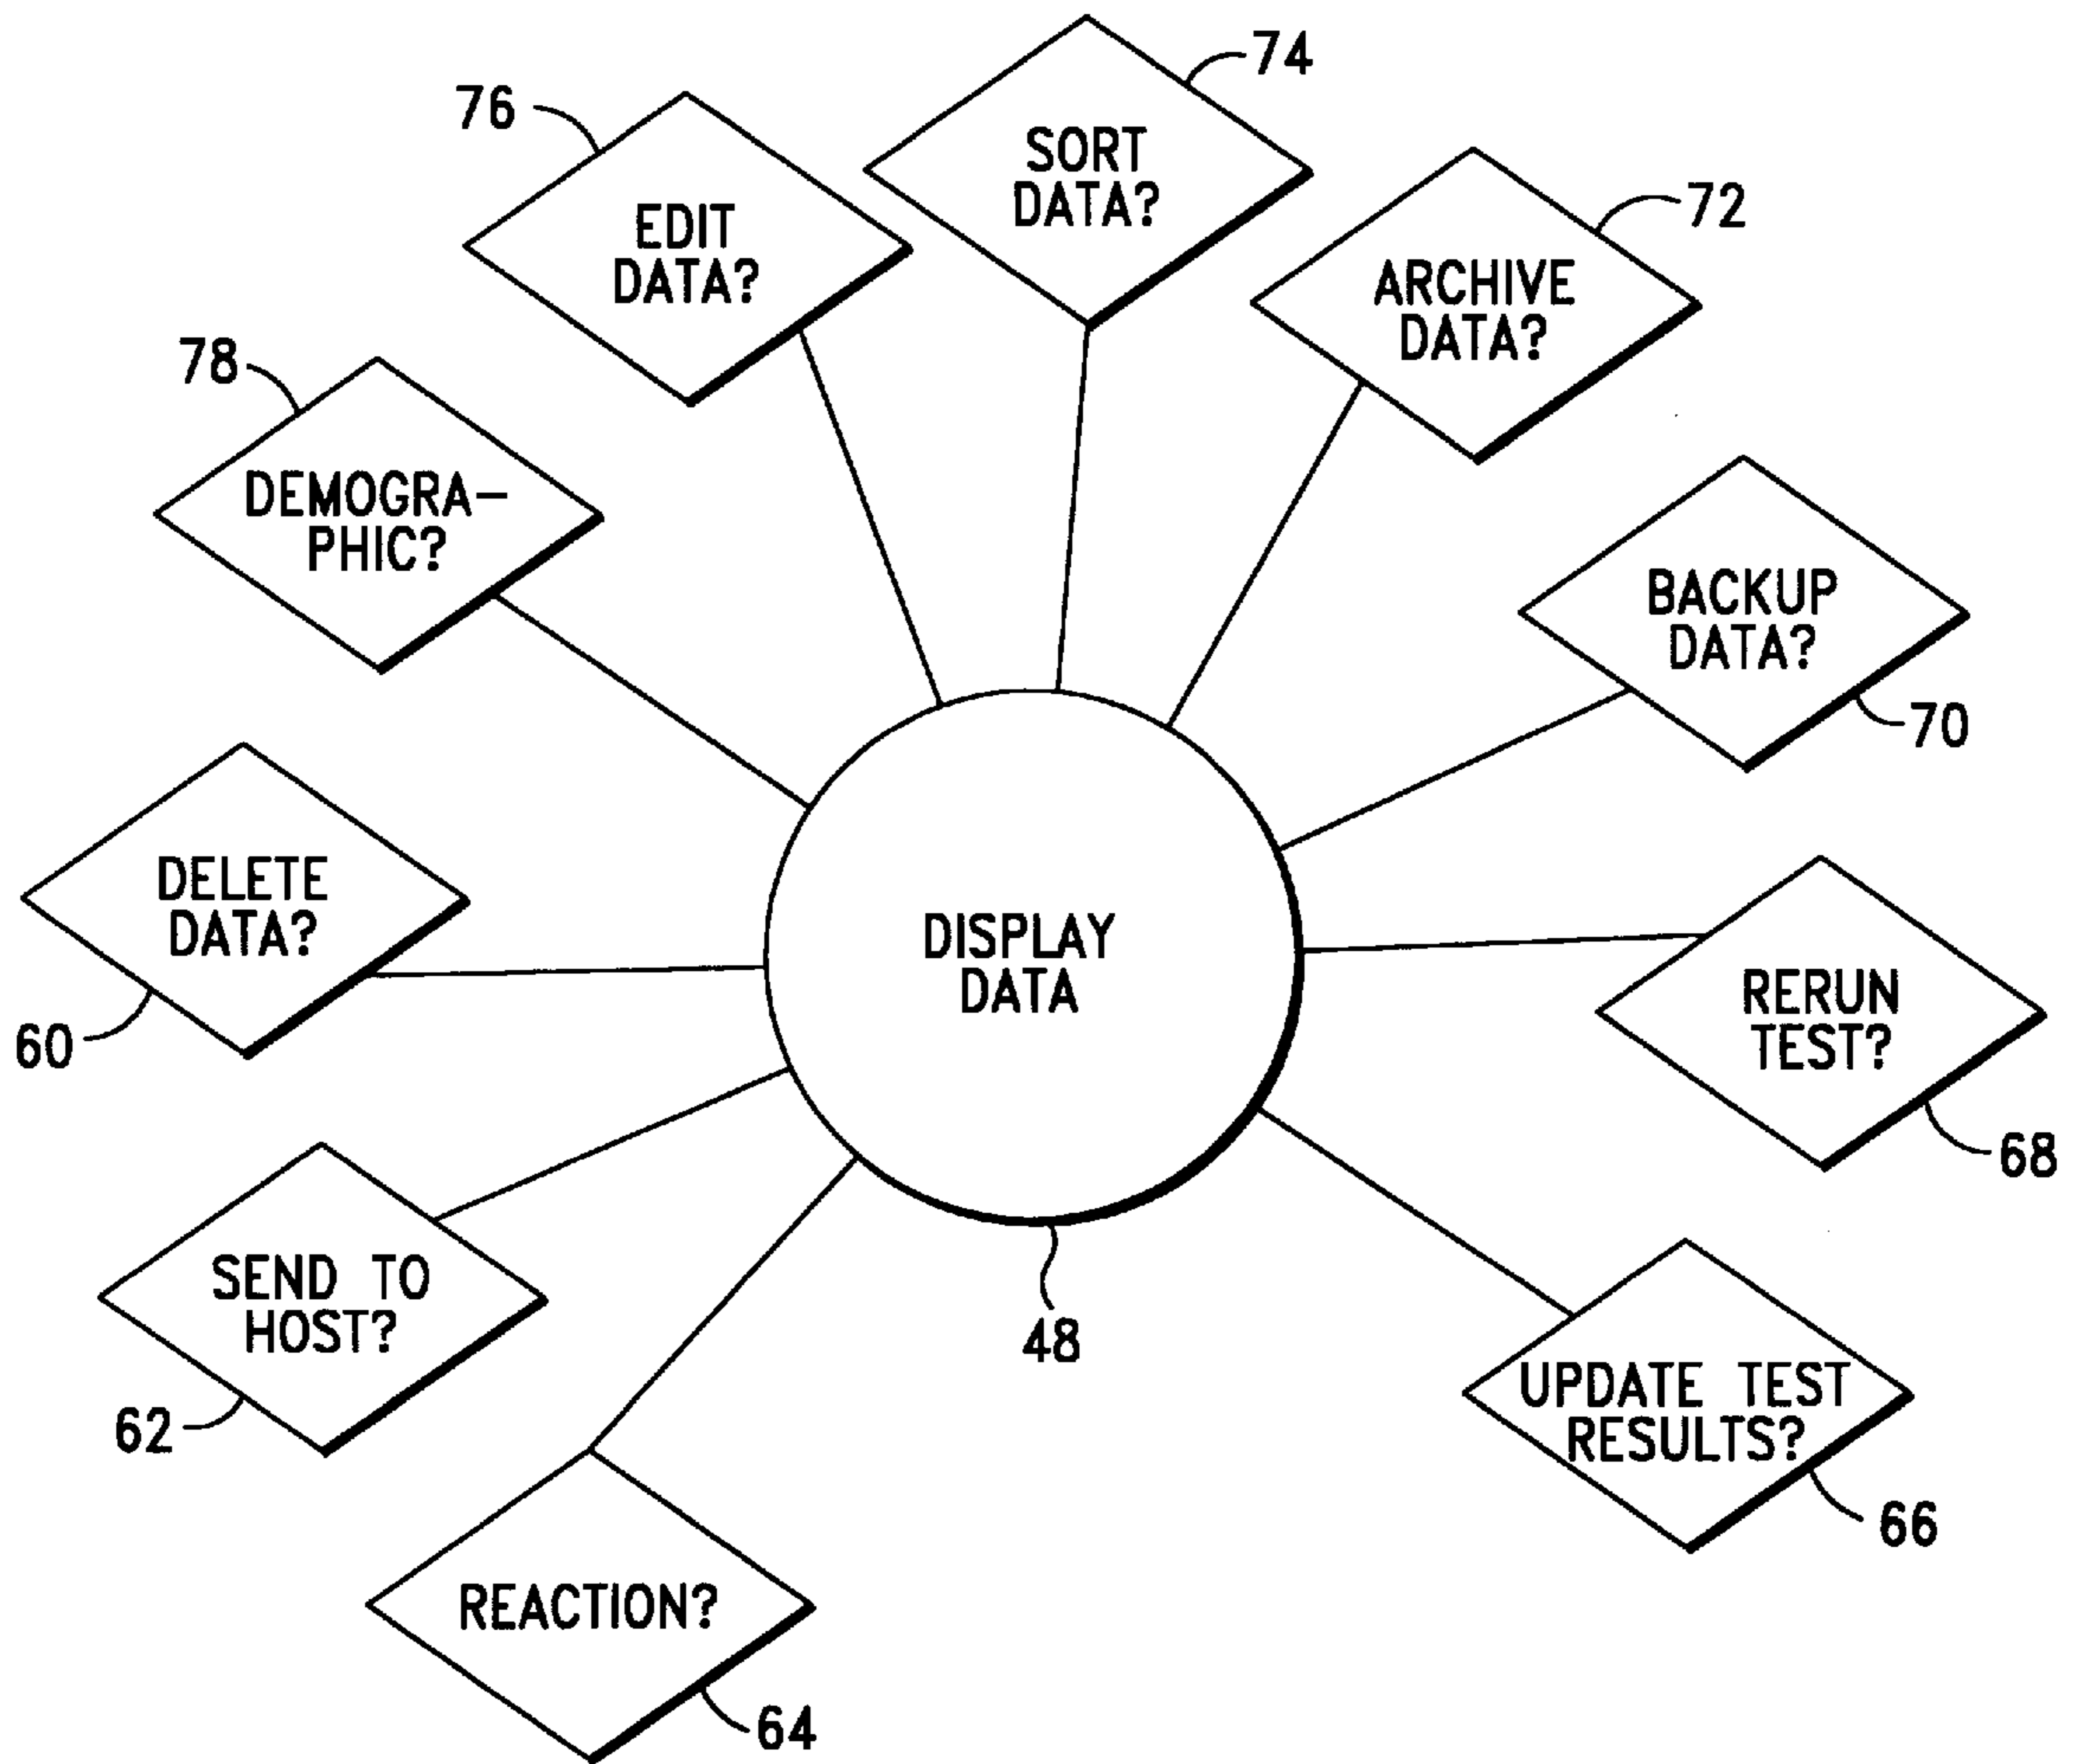 74
76
SORT
DATA?
72
EDIT
DATA?
ARCHIVE
DATA?
78
DEMOGRA-
PHIC?
BACKUP
DATA?
70
DELETE
DATA?
DISPLAY
DATA
RERUN
TEST?
60
68
SEND TO
HOST?
48
UPDATE TEST
RESULTS?
62
66
REACTION?
64